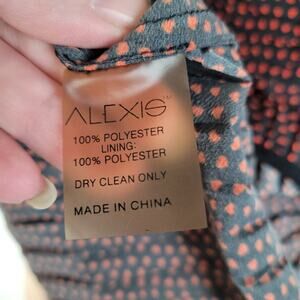 ALEXIS
100% POLYESTER
LINING:
100% POLYESTER
DRY CLEAN ONLY
MADE IN CHINA